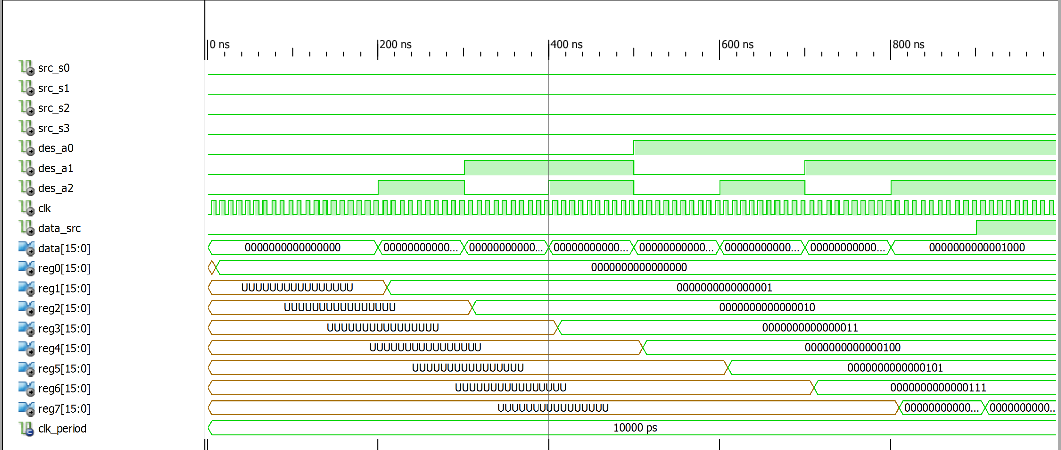 0 ns 200 ns 400 ns 600 ns 800 ns
src_s0
src_s1
src_s2
src_s3
des_a0
des_a1
des_a2
clk
data_src
data[15:0] 0000000000000000 00000000000... 00000000000... 00000000000... 00000000000... 00000000000... 00000000000... 0000000000001000
reg0[15:0] 0000000000000000
reg1[15:0] UUUUUUUUUUUUUUUU 0000000000000001
reg2[15:0] UUUUUUUUUUUUUUUU 0000000000000010
reg3[15:0] UUUUUUUUUUUUUUUU 0000000000000011
reg4[15:0] UUUUUUUUUUUUUUUU 0000000000000100
reg5[15:0] UUUUUUUUUUUUUUUU 0000000000000101
reg6[15:0] UUUUUUUUUUUUUUUU 0000000000000111
reg7[15:0] UUUUUUUUUUUUUUUU 00000000000... 00000000000...
clk_period 10000 ps